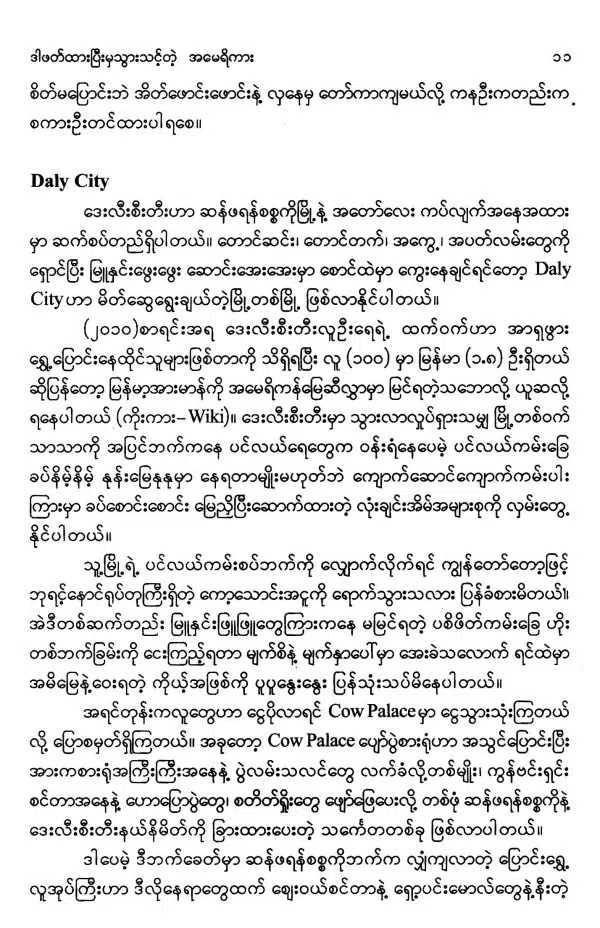 ဒါဖတ်ထားပြီးမှသွားသင့်တဲ့ အမေရိကား ၁၁
စိတ်မပြောင်းဘဲ အိတ်ဖောင်းဖောင်းနဲ့ လှနေမှ တော်ကာကျမယ်လို့ ကနဦးကတည်းက
စကားဦးတင်ထားပါရစေ။
Daly City
ဒေးလီးစီးတီးဟာ ဆန်ဖရန်စစ္စကိုမြို့နဲ့ အတော်လေး ကပ်လျက်အနေအထား
မှာ ဆက်စပ်တည်ရှိပါတယ်။ တောင်ဆင်း၊ တောင်တက်၊ အကွေ့၊ အပတ်လမ်းတွေကို
ရှောင်ပြီး မြူနှင်းဖွေးဖွေး ဆောင်းအေးအေးမှာ စောင်ထဲမှာ ကွေးနေချင်ရင်တော့ Daly
City ဟာ မိတ်ဆွေရွေးချယ်တဲ့မြို့တစ်မြို့ ဖြစ်လာနိုင်ပါတယ်။
(၂၀၁၀)စာရင်းအရ ဒေးလီးစီးတီးလူဦးရေရဲ့ ထက်ဝက်ဟာ အာရှဖွား
ရွှေ့ပြောင်းနေထိုင်သူများဖြစ်တာကို သိရှိရပြီး လူ (၁၀၀) မှာ မြန်မာ (၁.၈) ဦးရှိတယ်
ဆိုပြန်တော့ မြန်မာ့အားမာန်ကို အမေရိကန်မြေဆီလွှာမှာ မြင်ရတဲ့သဘောလို့ ယူဆလို့
ရနေပါတယ် (ကိုးကား– Wiki)။ ဒေးလီးစီးတီးမှာ သွားလာလှုပ်ရှားသမျှ မြို့တစ်ဝက်
သာသာကို အပြင်ဘက်ကနေ ပင်လယ်ရေတွေက ဝန်းရံနေပေမဲ့ ပင်လယ်ကမ်းခြေ
ခပ်နိမ့်နိမ့် နုန်းမြေနုနုမှာ နေရတာမျိုးမဟုတ်ဘဲ ကျောက်ဆောင်ကျောက်ကမ်းပါး
ကြားမှာ ခပ်စောင်းစောင်း မြေညှိပြီးဆောက်ထားတဲ့ လုံးချင်းအိမ်အများစုကို လှမ်းတွေ့
နိုင်ပါတယ်။
သူ့မြို့ရဲ့ ပင်လယ်ကမ်းစပ်ဘက်ကို လျှောက်လိုက်ရင် ကျွန်တော်တော့ဖြင့်
ဘုရင့်နောင်ရုပ်တုကြီးရှိတဲ့ ကော့သောင်းအငူကို ရောက်သွားသလား ပြန်ခံစားမိတယ်။
အဲဒီတစ်ဆက်တည်း မြူနှင်းဖြူဖြူတွေကြားကနေ မမြင်ရတဲ့ ပစိဖိတ်ကမ်းခြေ ဟိုး
တစ်ဘက်ခြမ်းကို ငေးကြည့်ရတာ မျက်စိနဲ့ မျက်နှာပေါ်မှာ အေးခဲသလောက် ရင်ထဲမှာ
အမိမြေနဲ့ဝေးရတဲ့ ကိုယ့်အဖြစ်ကို ပူပူနွေးနွေး ပြန်သုံးသပ်မိနေပါတယ်။
အရင်တုန်းကလူတွေဟာ ငွေပိုလာရင် Cow Palace မှာ ငွေသွားသုံးကြတယ်
လို့ ပြောစမှတ်ရှိကြတယ်။ အခုတော့ Cow Palace ပျော်ပွဲစားရုံဟာ အသွင်ပြောင်းပြီး
အားကစားရုံအကြီးကြီးအနေနဲ့ ပွဲလမ်းသလင်တွေ လက်ခံလို့တစ်မျိုး၊ ကွန်ဗင်းရှင်း
စင်တာအနေနဲ့ ဟောပြောပွဲတွေ၊ စတိတ်ရှိုးတွေ ဖျော်ဖြေပေးလို့ တစ်ဖုံ ဆန်ဖရန်စစ္စကိုနဲ့
ဒေးလီးစီးတီးနယ်နိမိတ်ကို ခြားထားပေးတဲ့ သင်္ကေတတစ်ခု ဖြစ်လာပါတယ်။
ဒါပေမဲ့ ဒီဘက်ခေတ်မှာ ဆန်ဖရန်စစ္စကိုဘက်က လျှံကျလာတဲ့ ပြောင်းရွှေ့
လူအုပ်ကြီးဟာ ဒီလိုနေရာတွေထက် ဈေးဝယ်စင်တာနဲ့ ရှော့ပင်းမောလ်တွေနဲ့နီးတဲ့